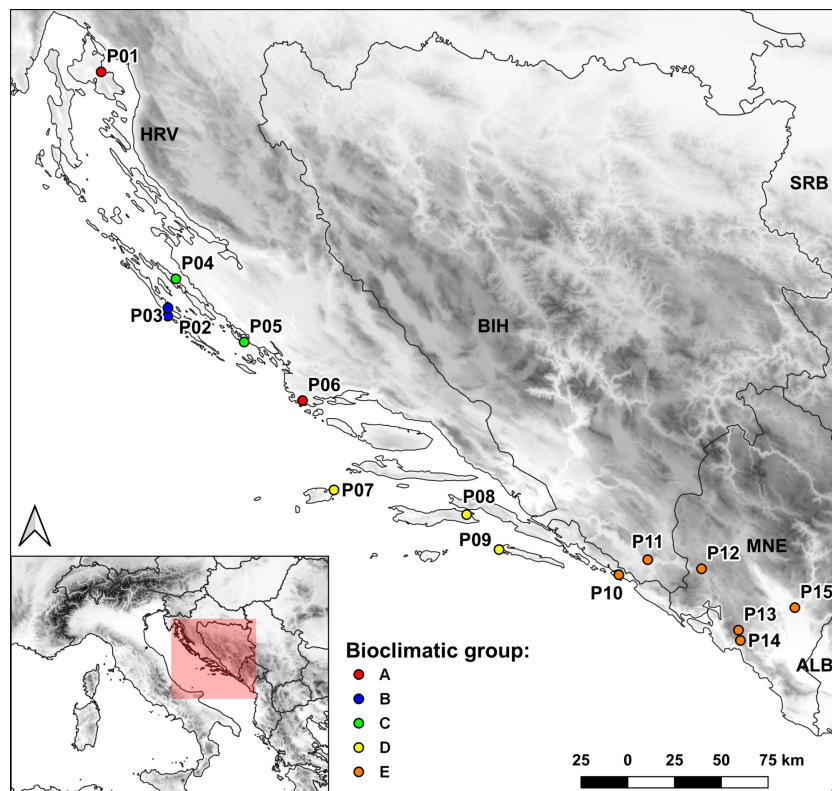 P01
HRV
SRB
P04
P03
P02
P05
BIH
P06
P07
P08
P09
P11
P12
MNE
P10
P15
P13
P14
ALB
Bioclimatic group:
A
B
C
D
E
25 0 25 50 75 km